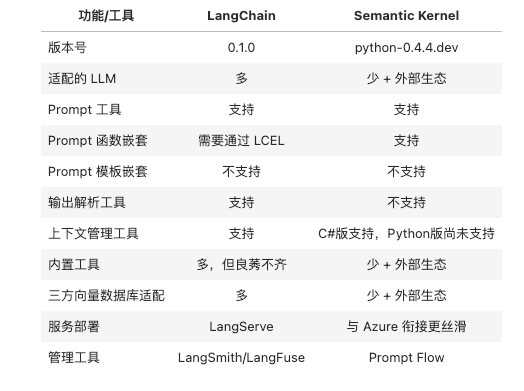 功能/工具 LangChain Semantic Kernel
版本号 0.1.0 python-0.4.4.dev
适配的 LLM 多 少 + 外部生态
Prompt 工具 支持 支持
Prompt 函数嵌套 需要通过 LCEL 支持
Prompt 模板嵌套 不支持 不支持
输出解析工具 支持 不支持
上下文管理工具 支持 C#版支持，Python版尚未支持
内置工具 多，但良莠不齐 少 + 外部生态
三方向量数据库适配 多 少 + 外部生态
服务部署 LangServe 与 Azure 衔接更丝滑
管理工具 LangSmith/LangFuse Prompt Flow